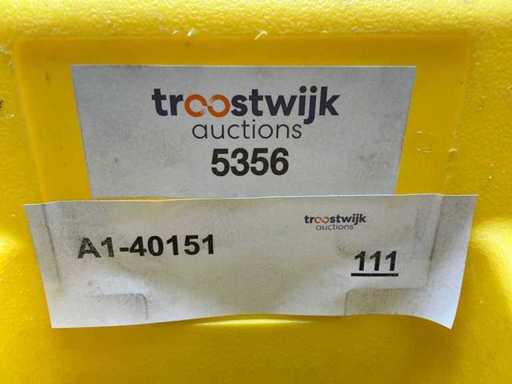 troostwijk
auctions
5356
troostwijk
auctions
A1-40151
111